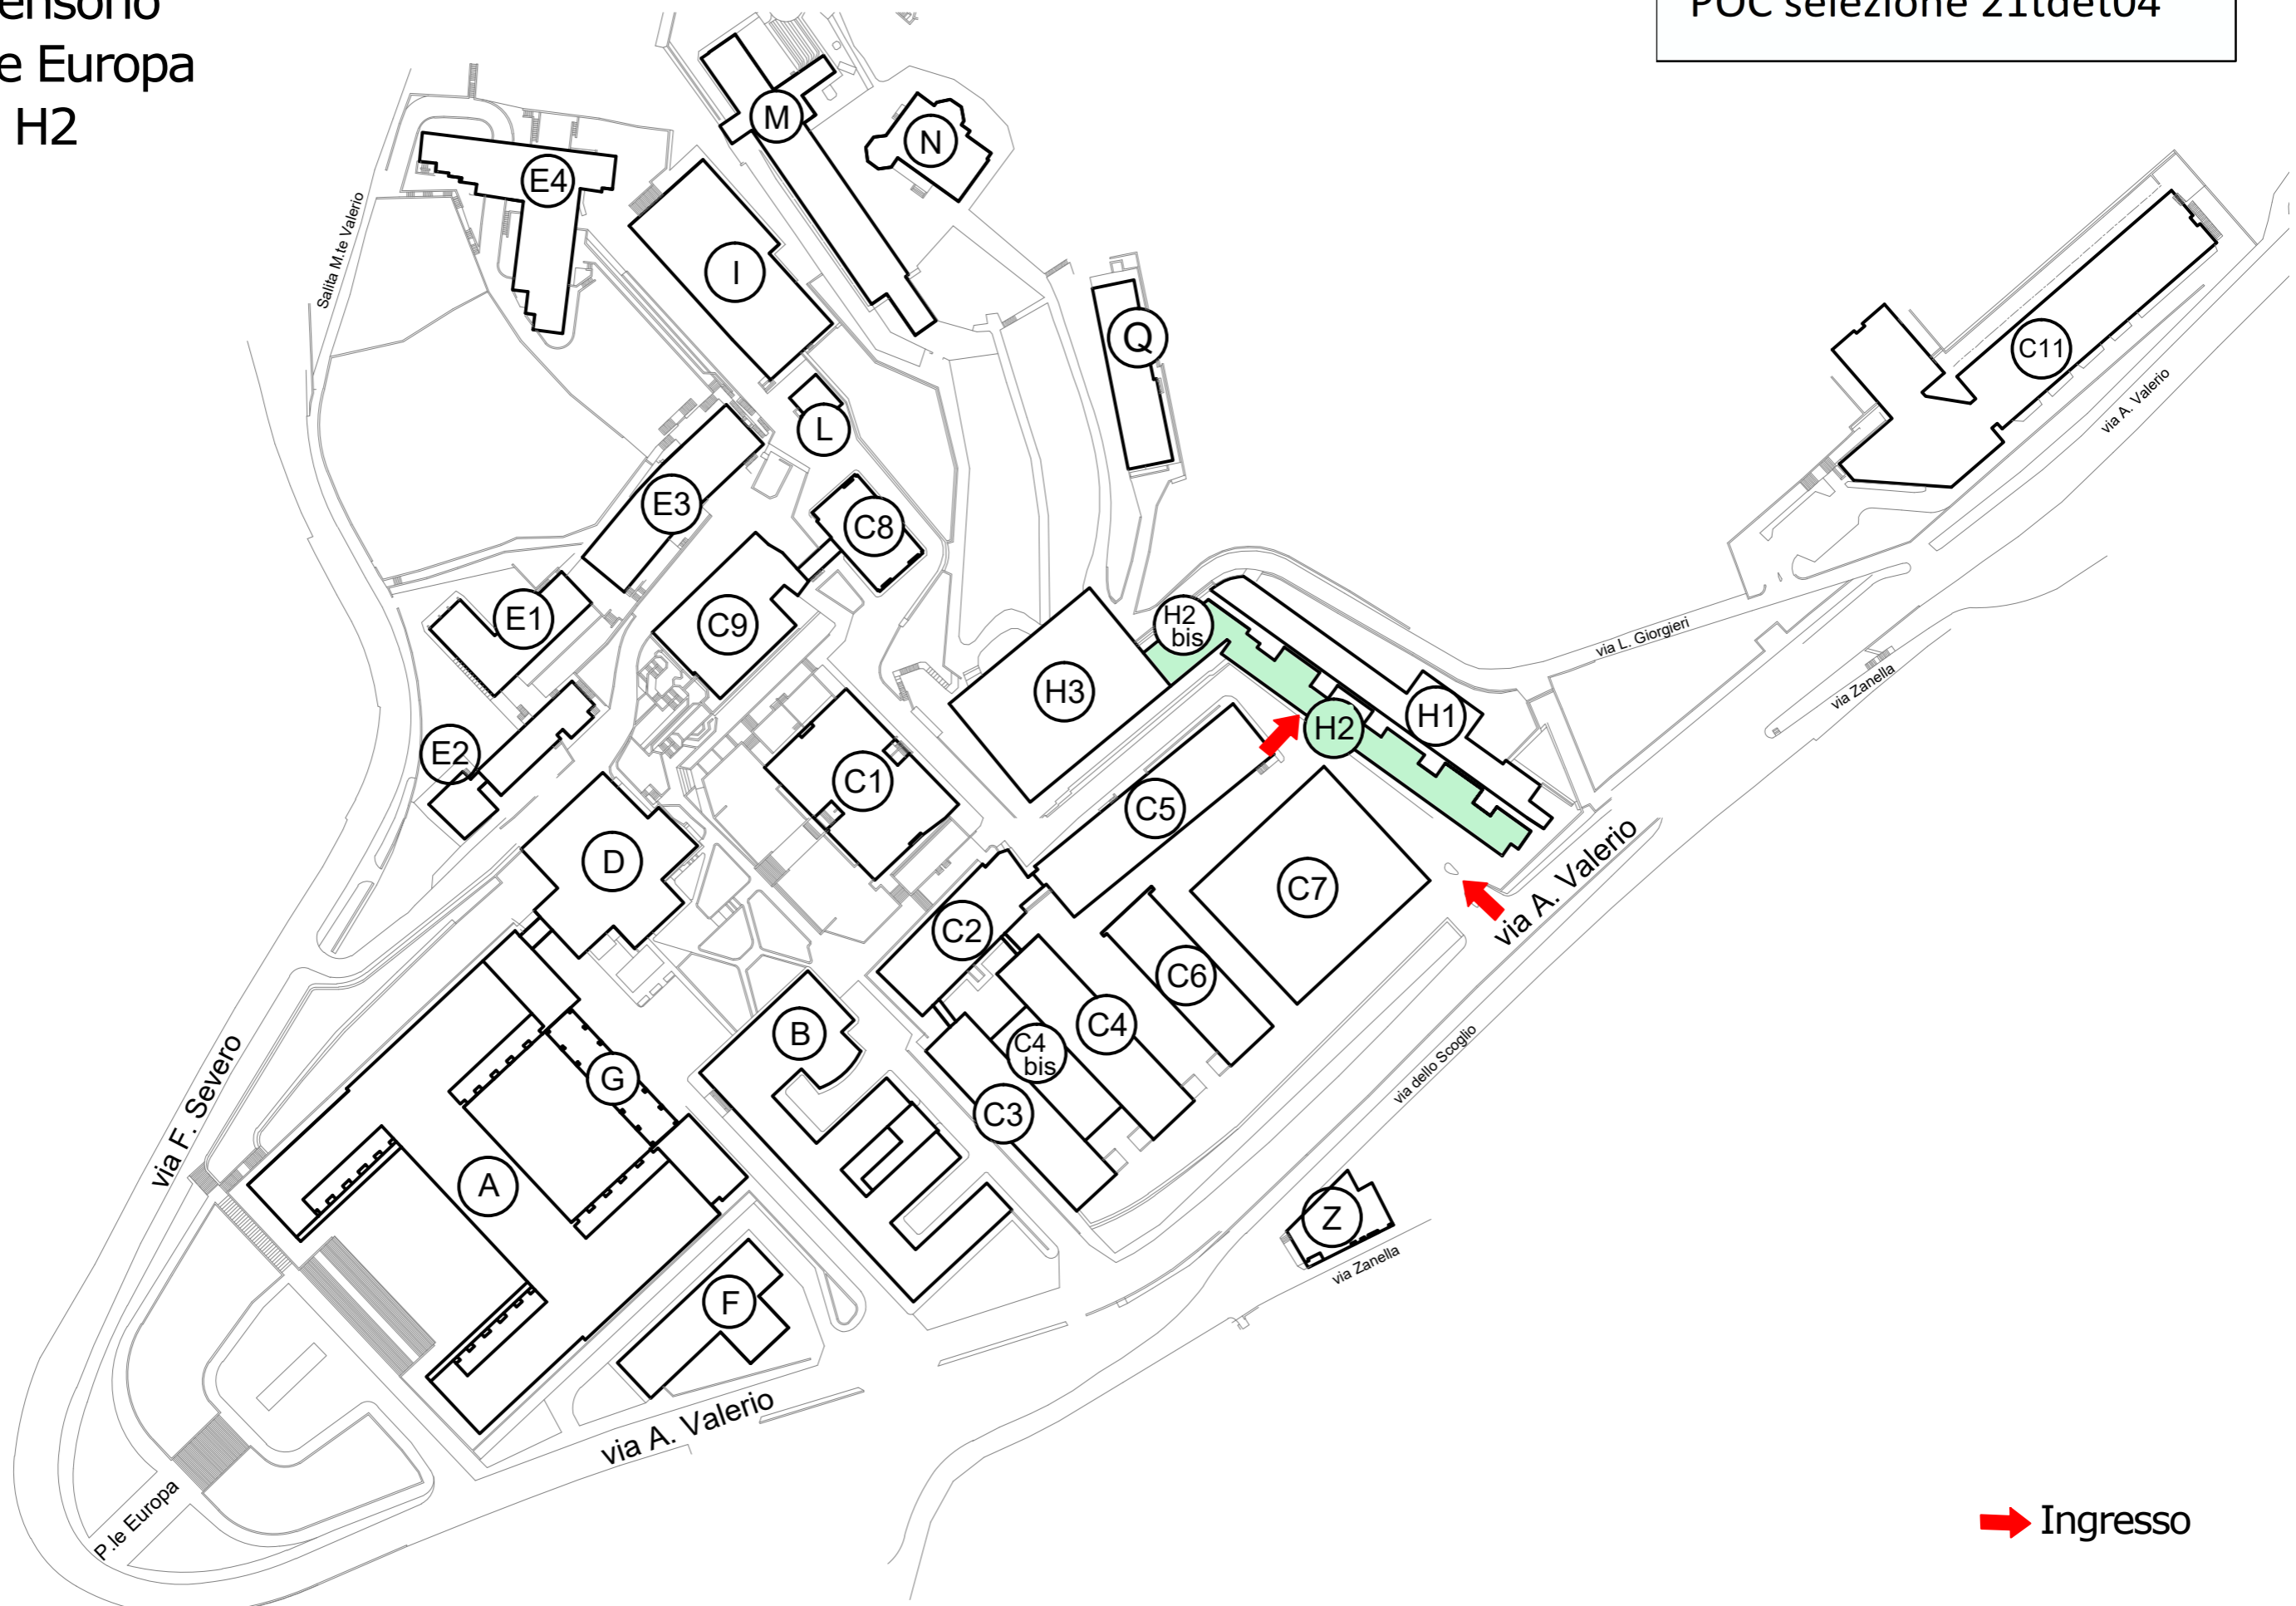 ensorio
e Europa
H2
POC selezione 21tdet04
M
N
E4
Salita M.te Valerio
I
Q
C11
via A. Valerio
L
E3
C8
E1
C9
H2
bis
via L. Giorgieri
H3
H1
via Zanella
H2
E2
C1
C5
D
C7
via A. Valerio
C2
C6
B
C4
C4
bis
via dello Scoglio
G
C3
via F. Severo
A
Z
via Zanella
F
via A. Valerio
P.le Europa
Ingresso